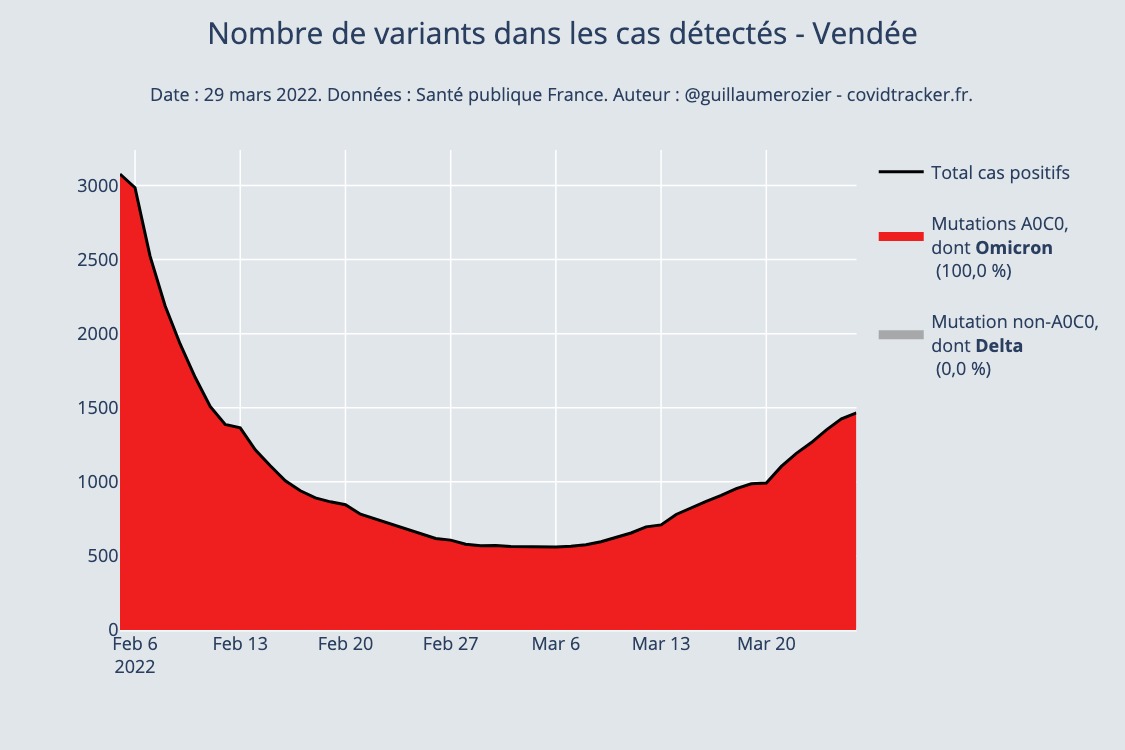 Nombre de variants dans les cas détectés - Vendée
Date : 29 mars 2022. Données : Santé publique France. Auteur : @guillaumerozier - covidtracker.fr.
Total cas positifs
Mutations A0C0,
dont Omicron
(100,0 %)
Mutation non-A0C0,
dont Delta
(0,0 %)
3000
2500
2000
1500
1000
500
0
Feb 6 Feb 13 Feb 20 Feb 27 Mar 6 Mar 13 Mar 20
2022